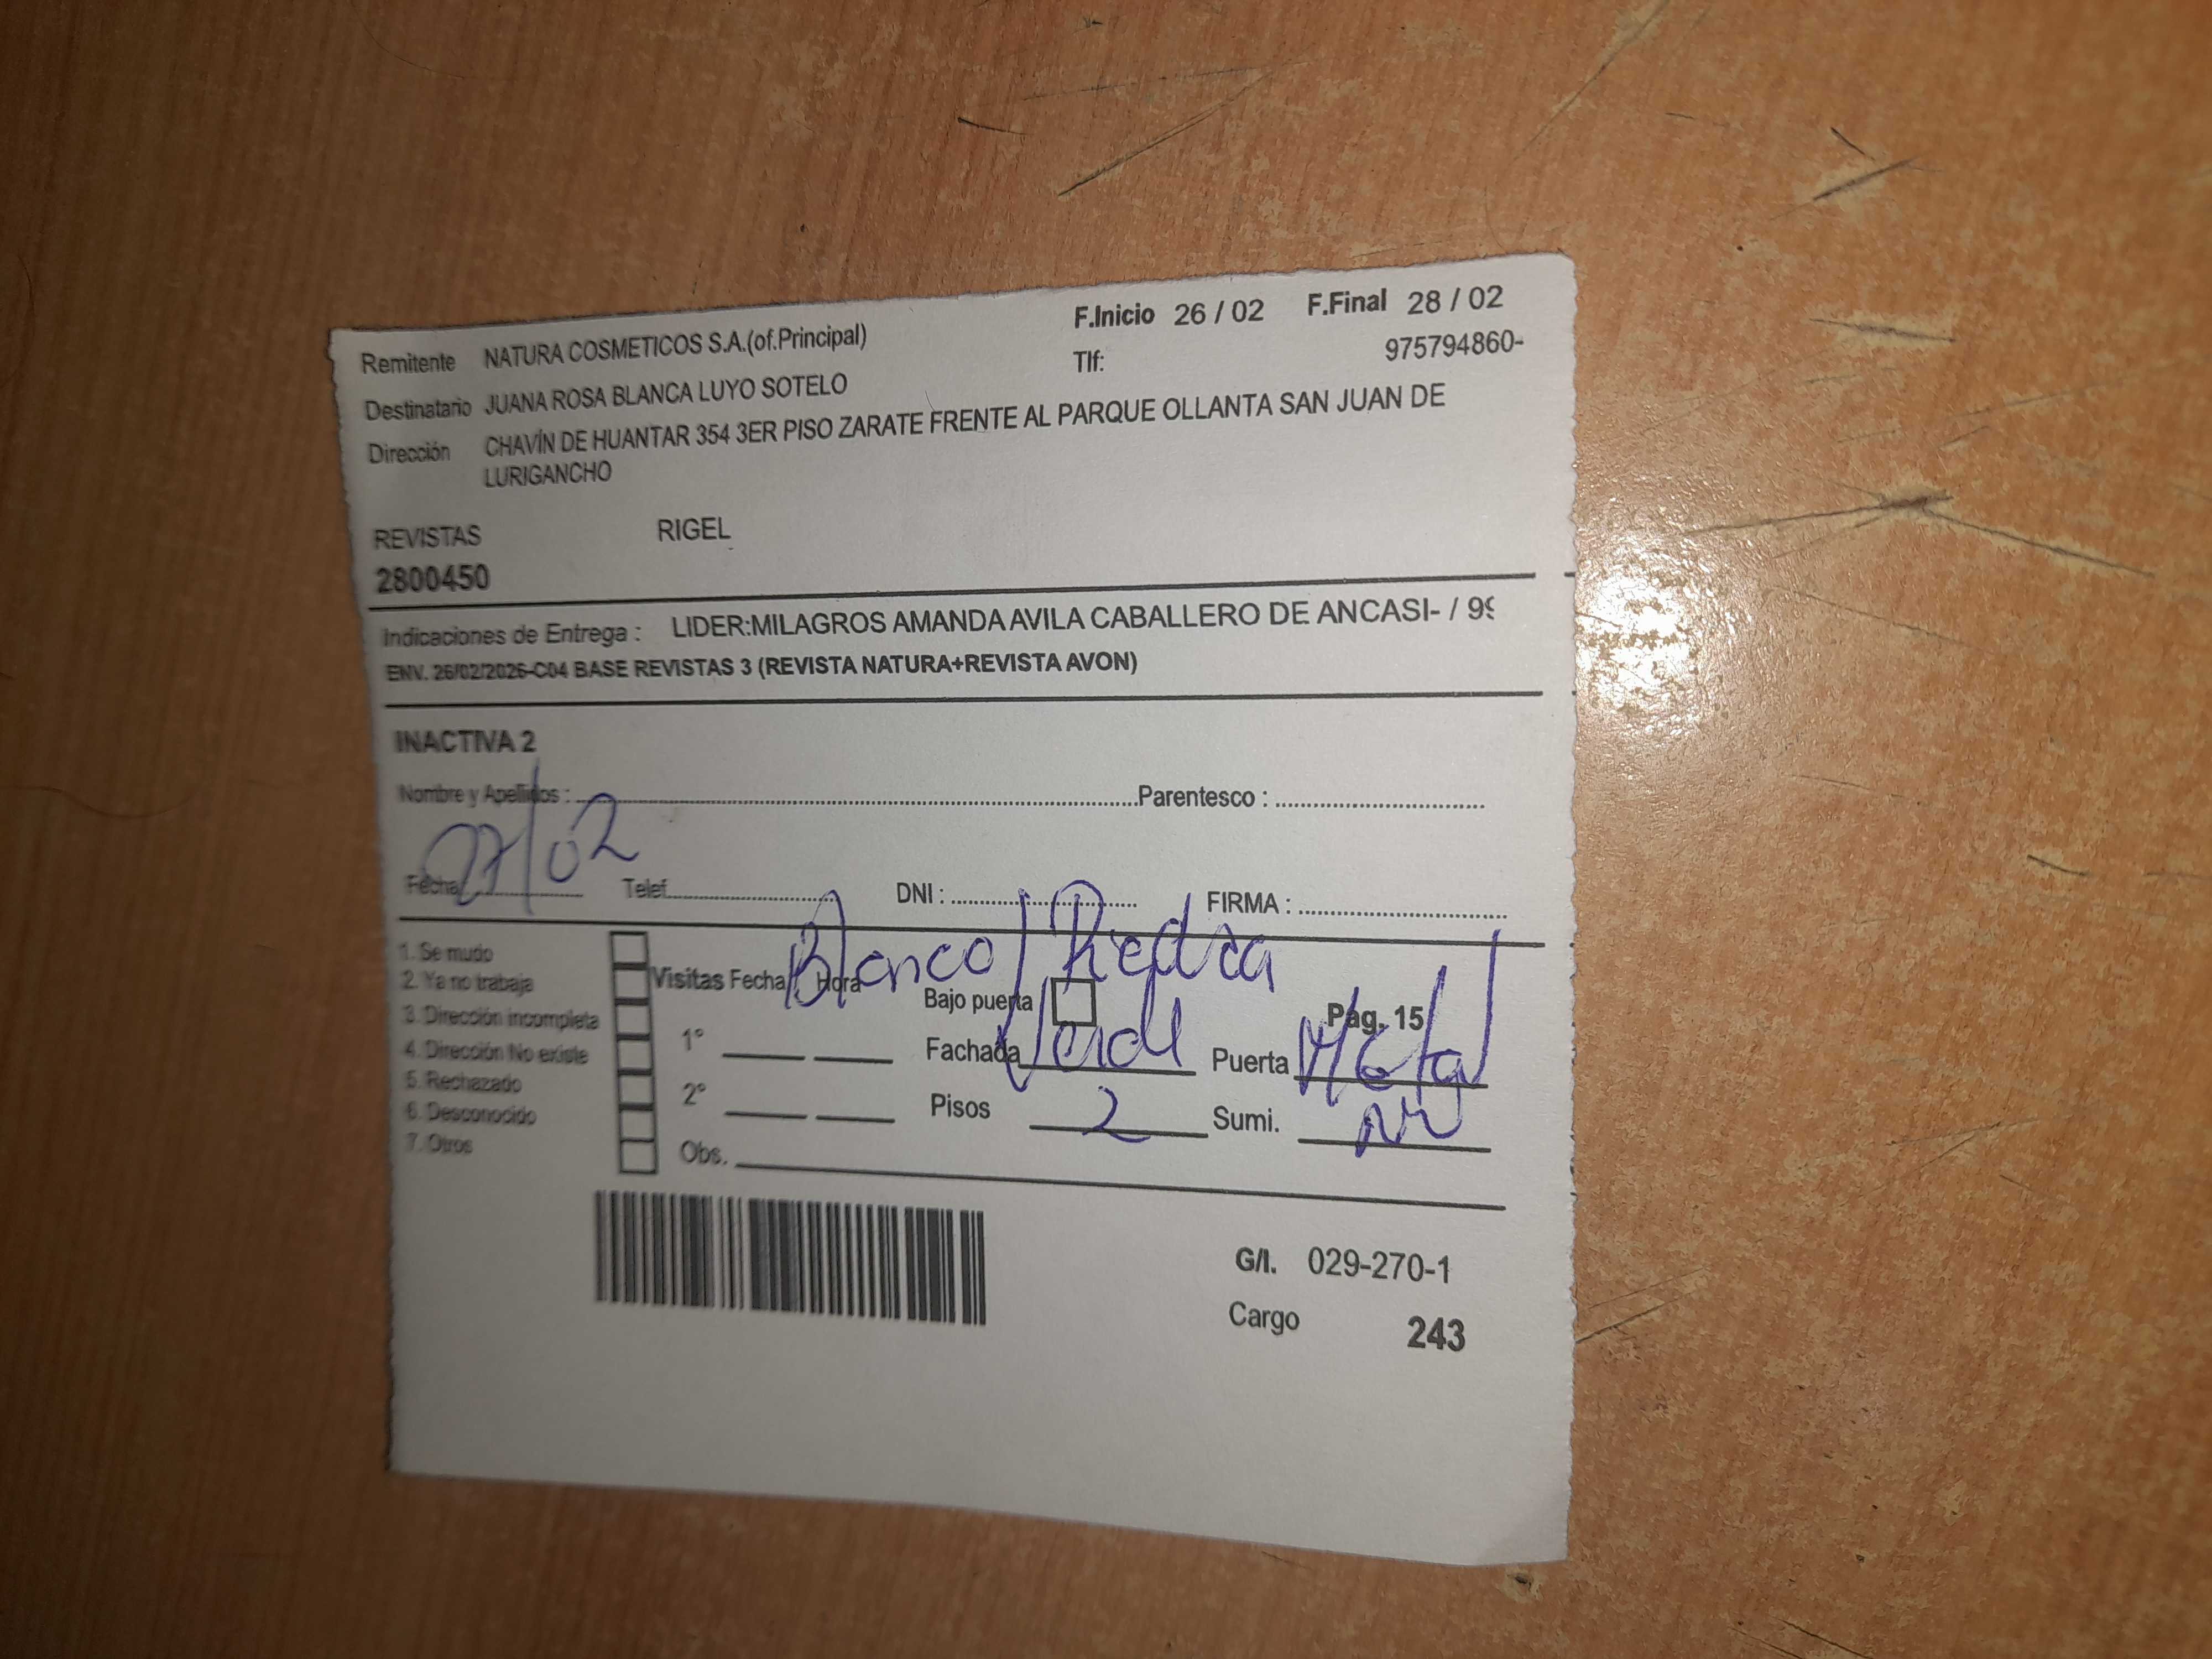 F.Inicio 26 / 02 F.Final 28 / 02
Remitente NATURA COSMETICOS S.A.(of.Principal) Tlf: 975794860-
Destinatario JUANA ROSA BLANCA LUYO SOTELO
Dirección CHAVÍN DE HUANTAR 354 3ER PISO ZARATE FRENTE AL PARQUE OLLANTA SAN JUAN DE
LURIGANCHO
REVISTAS RIGEL
2800450
Indicaciones de Entrega : LIDER:MILAGROS AMANDA AVILA CABALLERO DE ANCASI- / 99
ENV. 26/02/2026-C04 BASE REVISTAS 3 (REVISTA NATURA+REVISTA AVON)
INACTIVA 2
Nombre y Apellidos : Parentesco :
27/02
Fecha Telef. DNI : FIRMA :
Blanco/Piedra
1. Se mudo
2. Ya no trabaja
3. Dirección incompleta
4. Dirección No existe
5. Rechazado
6. Desconocido
7. Otros
Visitas Fecha Hora Bajo puerta Pág. 15
1° Fachada Verde Puerta Metal
2° Pisos 2 Sumi.
Obs.
G/I. 029-270-1
Cargo 243